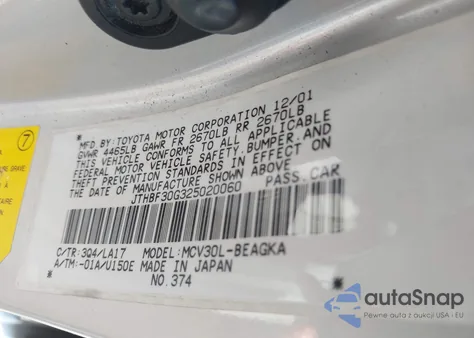 7
MFD.BY:TOYOTA MOTOR CORPORATION 12/01
GVWR 4465LB GAWR FR 2670LB RR 2670LB
THIS VEHICLE CONFORMS TO ALL APPLICABLE
FEDERAL MOTOR VEHICLE SAFETY,BUMPER,AND
THEFT PREVENTION STANDARDS IN EFFECT ON
THE DATE OF MANUFACTURE SHOWN ABOVE.
JTHBF30G325020060 PASS.CAR
C/TR:3Q4/LA17 MODEL:MCV30L-BEAGKA
A/TM:-01A/U150E MADE IN JAPAN
NO.374
autoSnap
Pewne auta z aukcji USA i EU